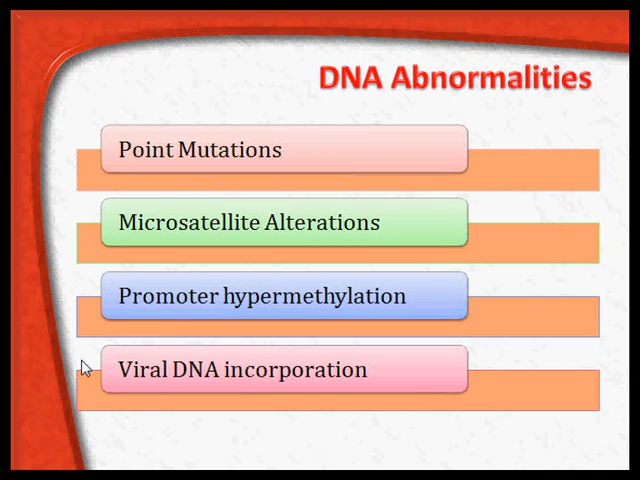 DNA Abnormalities
Point Mutations
Microsatellite Alterations
Promoter hypermethylation
Viral DNA incorporation